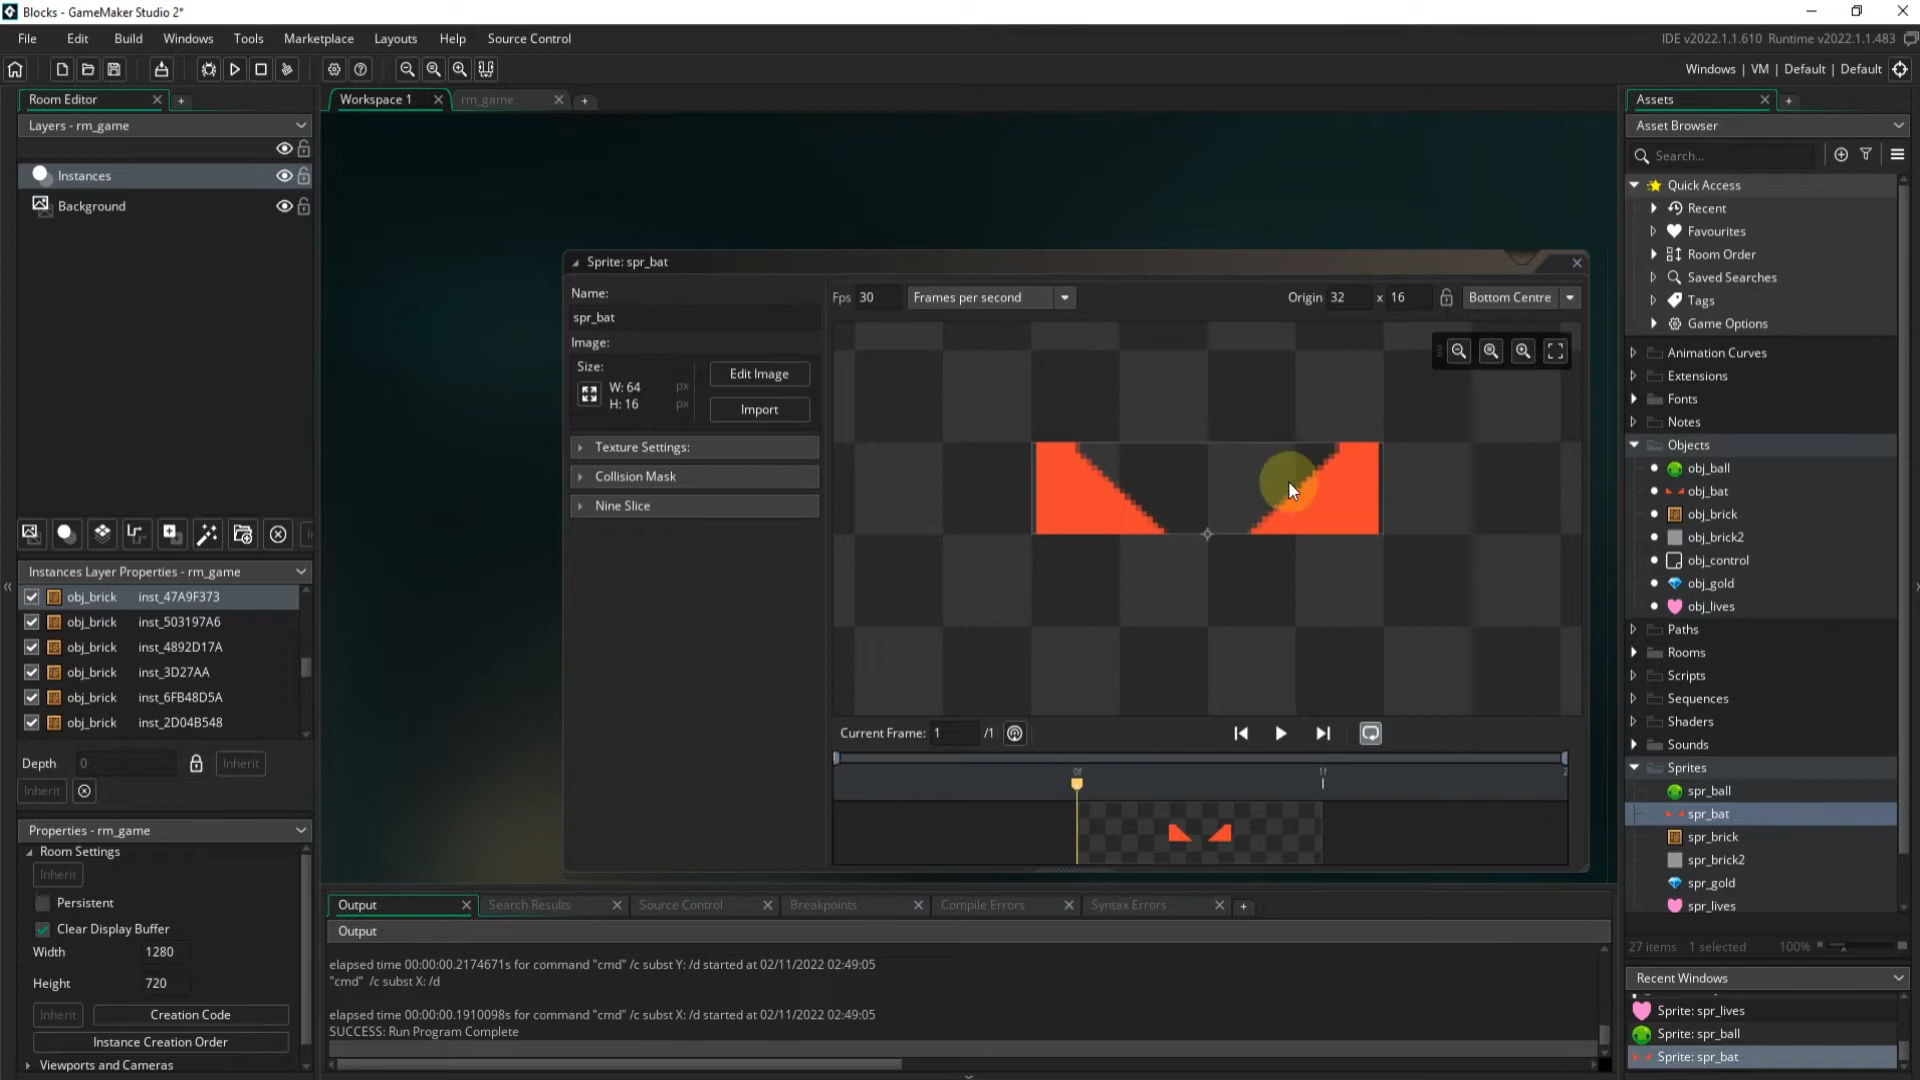 Blocks - GameMaker Studio 2*
File Edit Build Windows Tools Marketplace Layouts Help Source Control
IDE v2022.1.1.610 Runtime v2022.1.1.483
Windows | VM | Default | Default
Room Editor
Workspace 1
rm_game
Assets
Layers - rm_game
Asset Browser
Search...
Instances
Background
Quick Access
Recent
Favourites
Room Order
Saved Searches
Tags
Game Options
Animation Curves
Extensions
Fonts
Notes
Objects
obj_ball
obj_bat
obj_brick
obj_brick2
obj_control
obj_gold
obj_lives
Paths
Rooms
Scripts
Sequences
Shaders
Sounds
Sprites
spr_ball
spr_bat
spr_brick
spr_brick2
spr_gold
spr_lives
27 items 1 selected 100%
Recent Windows
Sprite: spr_lives
Sprite: spr_ball
Sprite: spr_bat
Sprite: spr_bat
Name:
spr_bat
Image:
Size:
W: 64 px
H: 16 px
Edit Image
Import
Texture Settings:
Collision Mask
Nine Slice
Fps 30 Frames per second
Origin 32 x 16 Bottom Centre
Current Frame: 1 /1
0f 1f 2
Instances Layer Properties - rm_game
obj_brick inst_47A9F373
obj_brick inst_503197A6
obj_brick inst_4892D17A
obj_brick inst_3D27AA
obj_brick inst_6FB48D5A
obj_brick inst_2D04B548
Depth 0 Inherit
Inherit
Properties - rm_game
Room Settings
Inherit
Persistent
Clear Display Buffer
Width 1280
Height 720
Inherit Creation Code
Instance Creation Order
Viewports and Cameras
Output Search Results Source Control Breakpoints Compile Errors Syntax Errors
Output
elapsed time 00:00:00.2174671s for command "cmd" /c subst Y: /d started at 02/11/2022 02:49:05
"cmd" /c subst X: /d
elapsed time 00:00:00.1910098s for command "cmd" /c subst X: /d started at 02/11/2022 02:49:05
SUCCESS: Run Program Complete